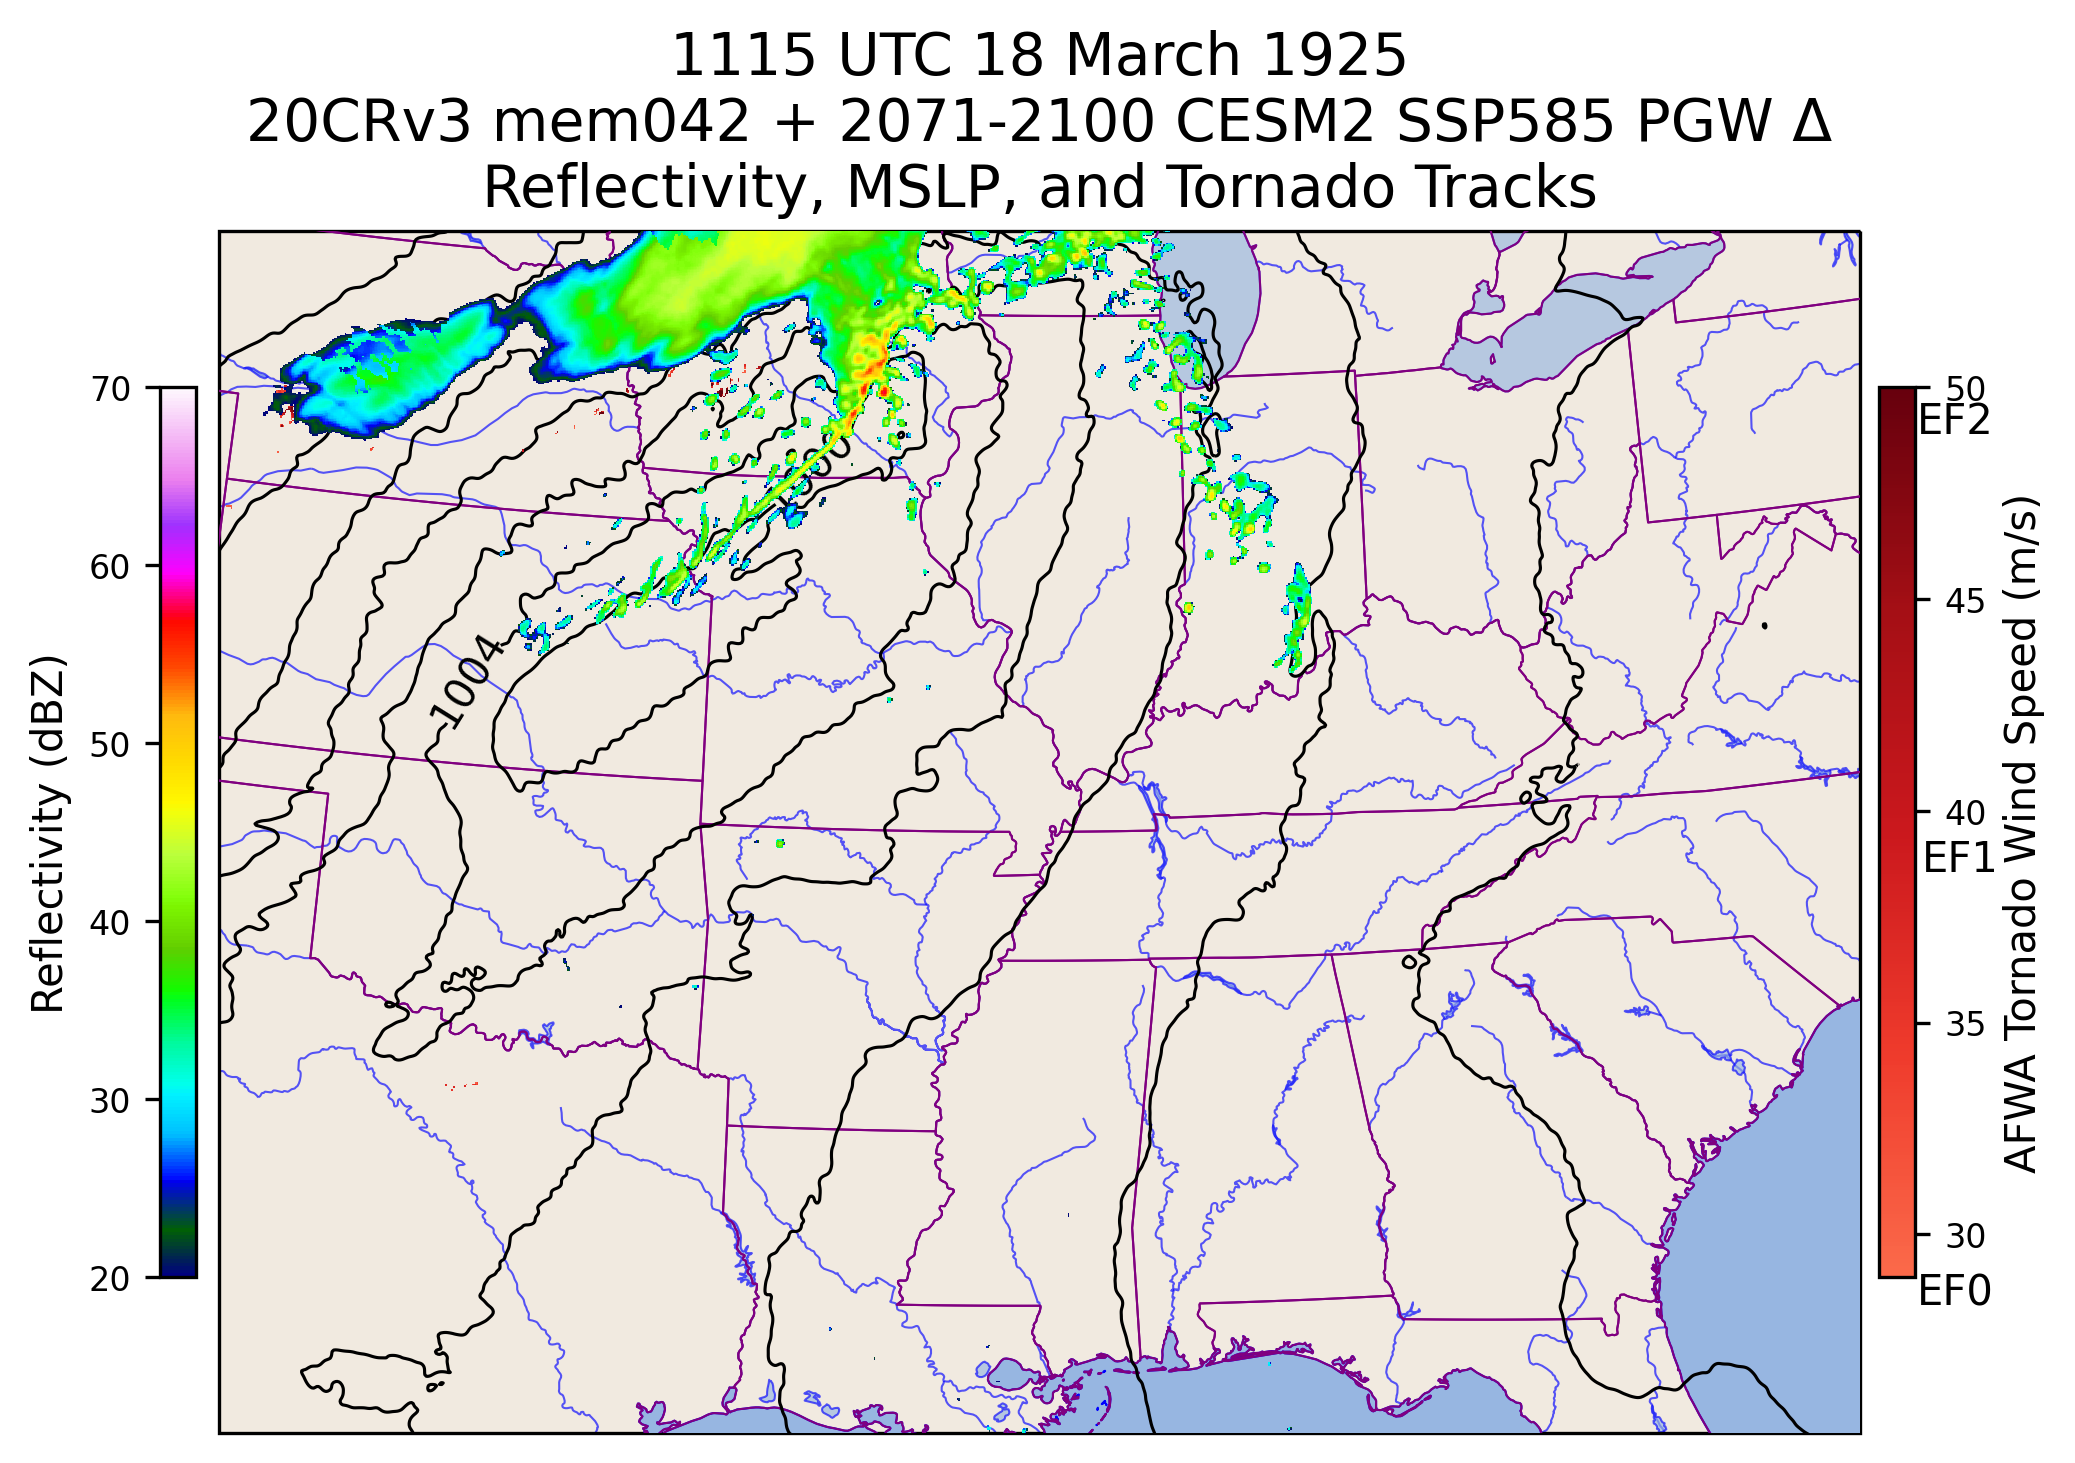 1115 UTC 18 March 1925
20CRv3 mem042 + 2071-2100 CESM2 SSP585 PGW Δ
Reflectivity, MSLP, and Tornado Tracks
Reflectivity (dBZ)
70
60
50
40
30
20
1004
AFWA Tornado Wind Speed (m/s)
50
EF2
45
40
EF1
35
30
EF0